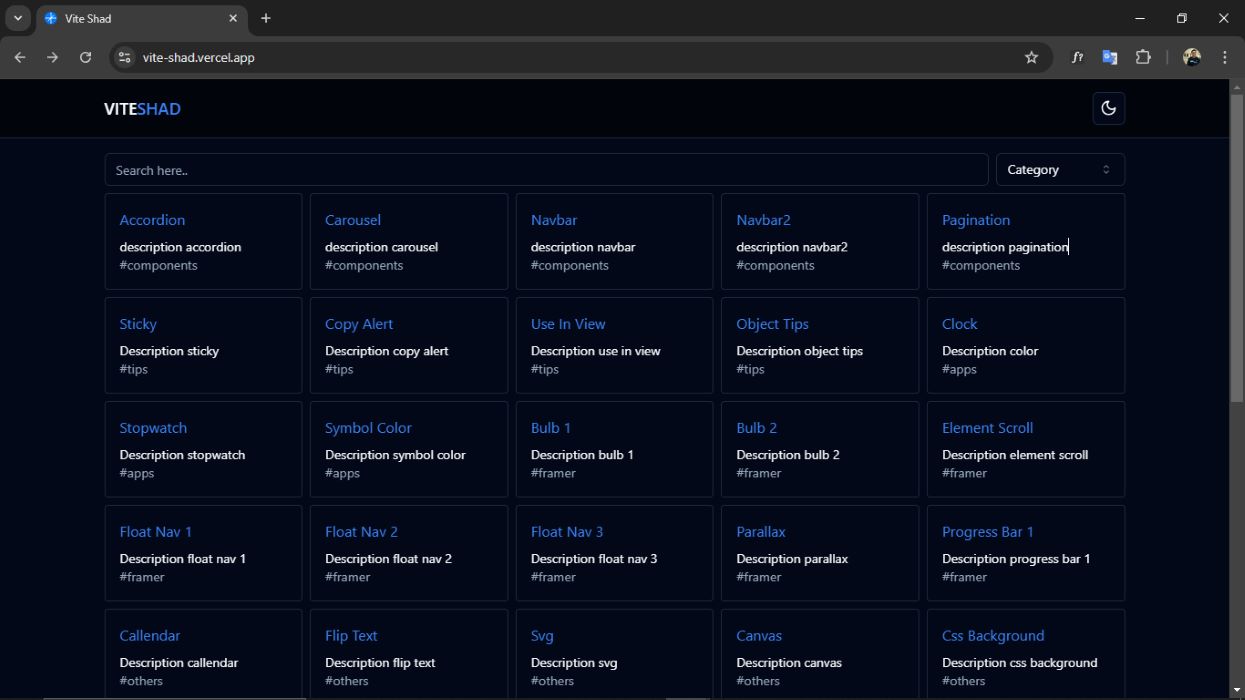 Vite Shad
vite-shad.vercel.app
f?
VITESHAD
Search here..
Category
Accordion
description accordion
#components
Carousel
description carousel
#components
Navbar
description navbar
#components
Navbar2
description navbar2
#components
Pagination
description pagination
#components
Sticky
Description sticky
#tips
Copy Alert
Description copy alert
#tips
Use In View
Description use in view
#tips
Object Tips
Description object tips
#tips
Clock
Description color
#apps
Stopwatch
Description stopwatch
#apps
Symbol Color
Description symbol color
#apps
Bulb 1
Description bulb 1
#framer
Bulb 2
Description bulb 2
#framer
Element Scroll
Description element scroll
#framer
Float Nav 1
Description float nav 1
#framer
Float Nav 2
Description float nav 2
#framer
Float Nav 3
Description float nav 3
#framer
Parallax
Description parallax
#framer
Progress Bar 1
Description progress bar 1
#framer
Callendar
Description callendar
#others
Flip Text
Description flip text
#others
Svg
Description svg
#others
Canvas
Description canvas
#others
Css Background
Description css background
#others